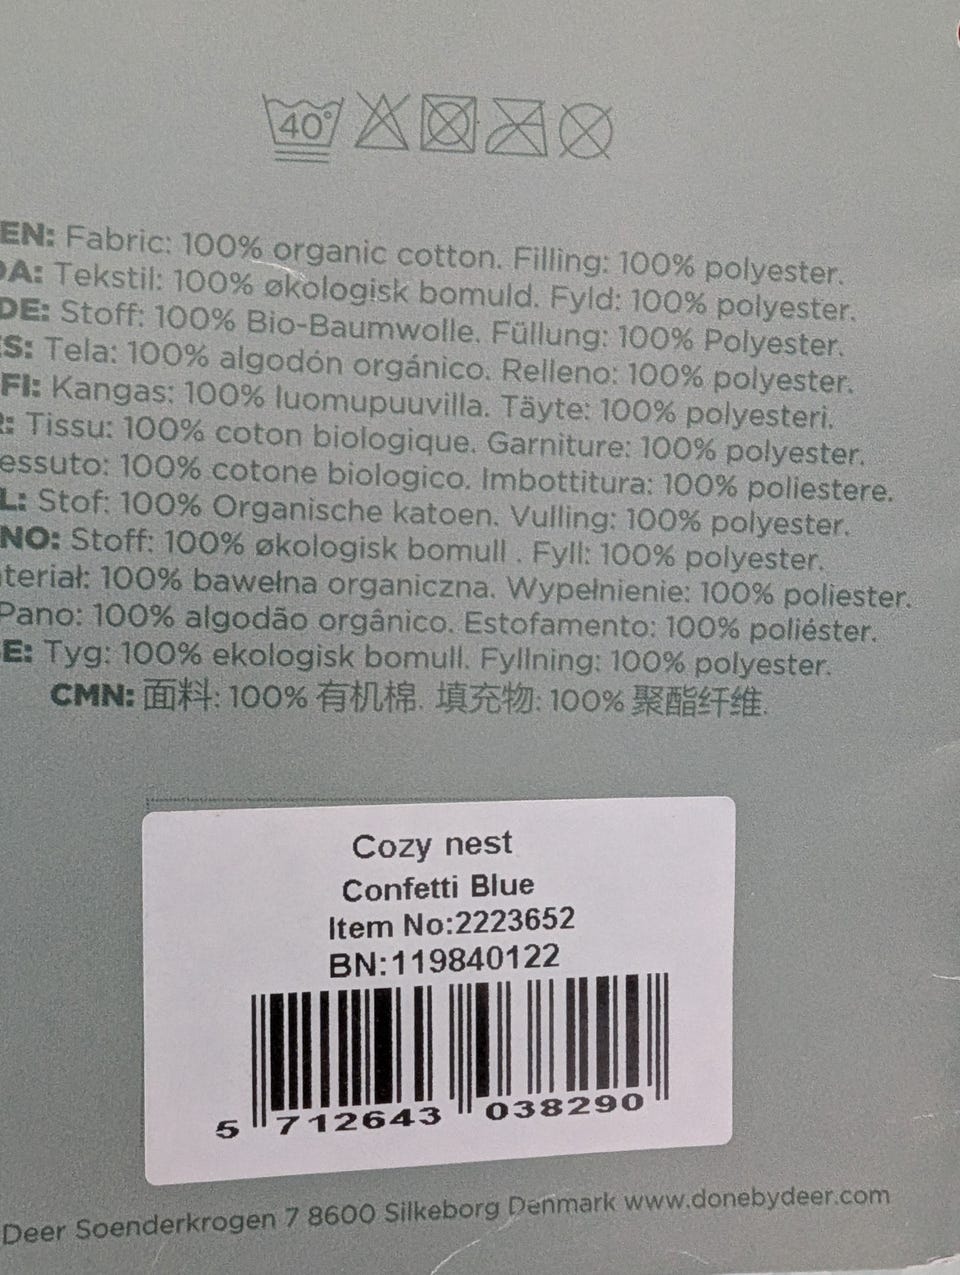 40°
EN: Fabric: 100% organic cotton. Filling: 100% polyester.
DA: Tekstil: 100% økologisk bomuld. Fyld: 100% polyester.
DE: Stoff: 100% Bio-Baumwolle. Füllung: 100% Polyester.
ES: Tela: 100% algodón orgánico. Relleno: 100% polyester.
FI: Kangas: 100% luomupuuvilla. Täyte: 100% polyesteri.
R: Tissu: 100% coton biologique. Garniture: 100% polyester.
essuto: 100% cotone biologico. Imbottitura: 100% poliestere.
L: Stof: 100% Organische katoen. Vulling: 100% polyester.
NO: Stoff: 100% økologisk bomull . Fyll: 100% polyester.
teriał: 100% bawełna organiczna. Wypełnienie: 100% poliester.
Pano: 100% algodão orgânico. Estofamento: 100% poliéster.
E: Tyg: 100% ekologisk bomull. Fyllning: 100% polyester.
CMN: 面料: 100% 有机棉. 填充物: 100% 聚酯纤维.
Cozy nest
Confetti Blue
Item No:2223652
BN:119840122
5 712643 038290
Deer Soenderkrogen 7 8600 Silkeborg Denmark www.donebydeer.com